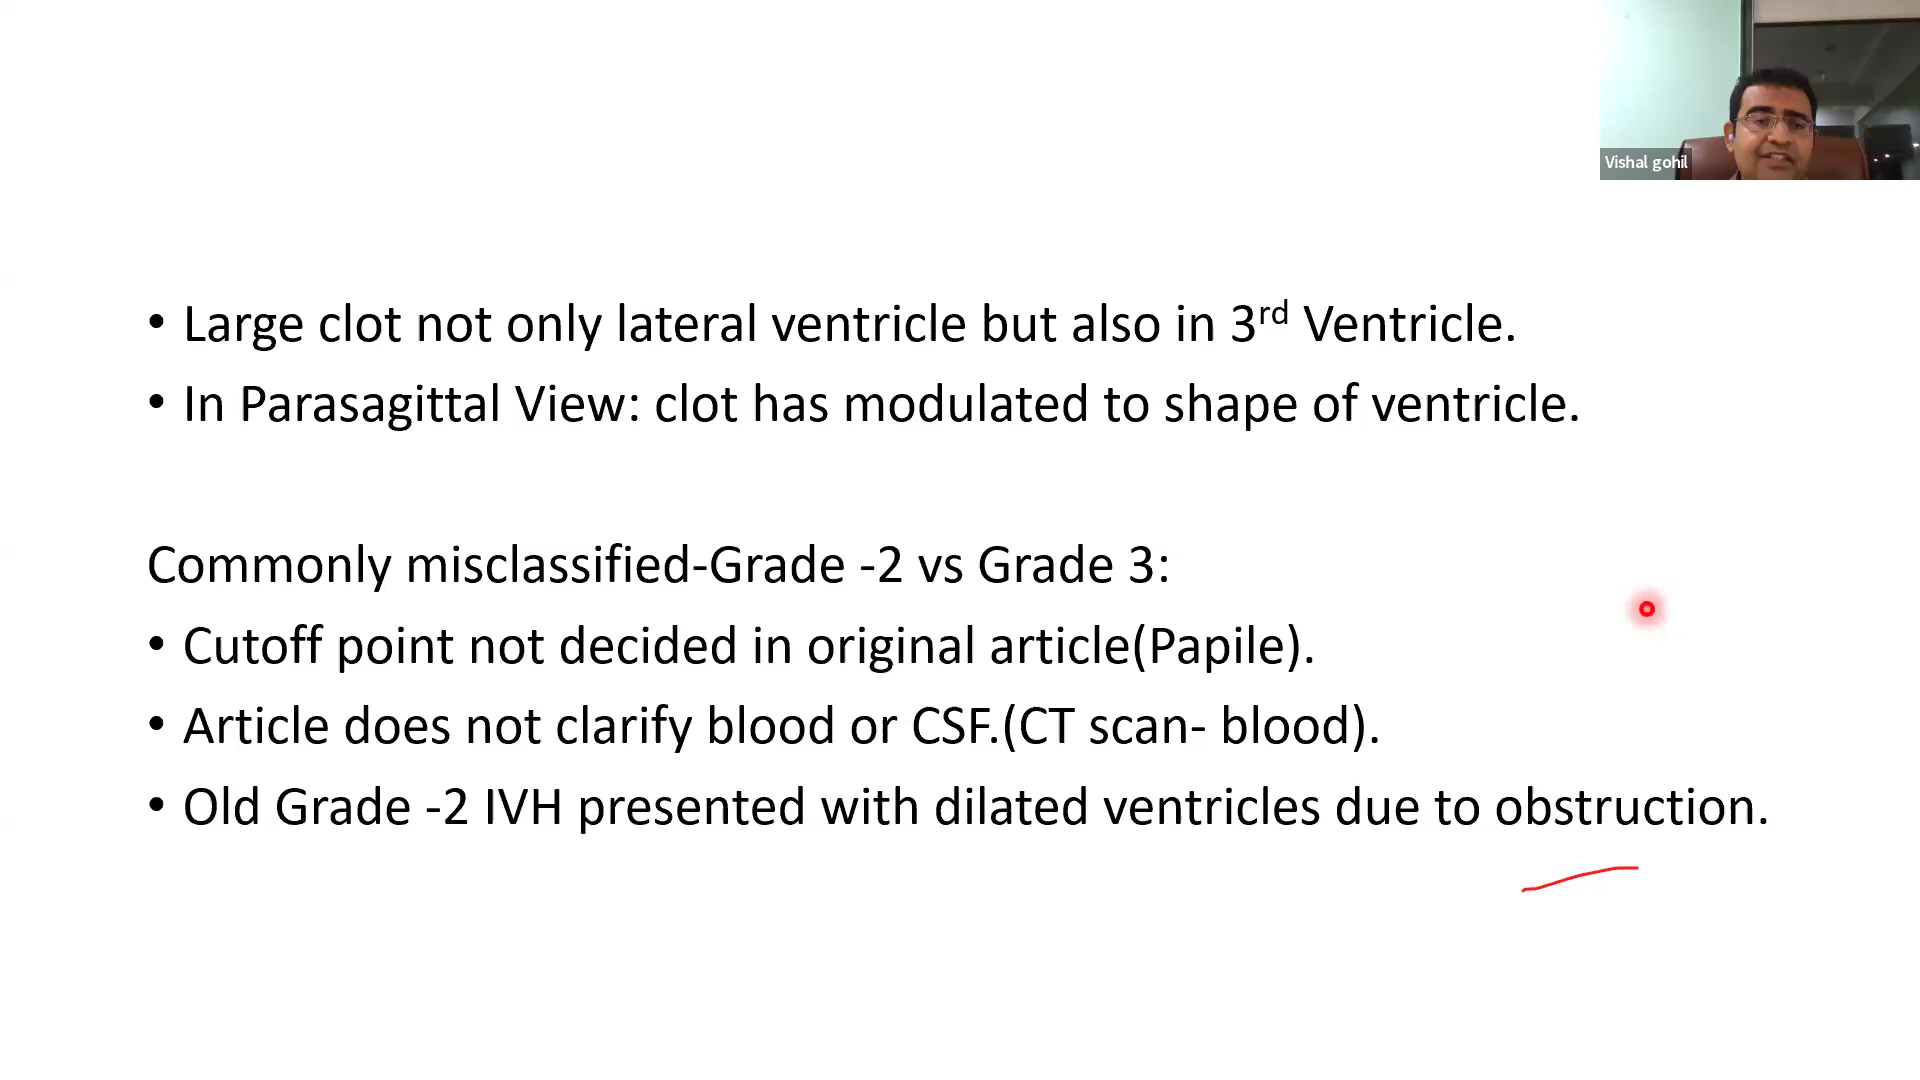 Vishal gohil
• Large clot not only lateral ventricle but also in 3rd Ventricle.
• In Parasagittal View: clot has modulated to shape of ventricle.
Commonly misclassified-Grade -2 vs Grade 3:
• Cutoff point not decided in original article(Papile).
• Article does not clarify blood or CSF.(CT scan- blood).
• Old Grade -2 IVH presented with dilated ventricles due to obstruction.